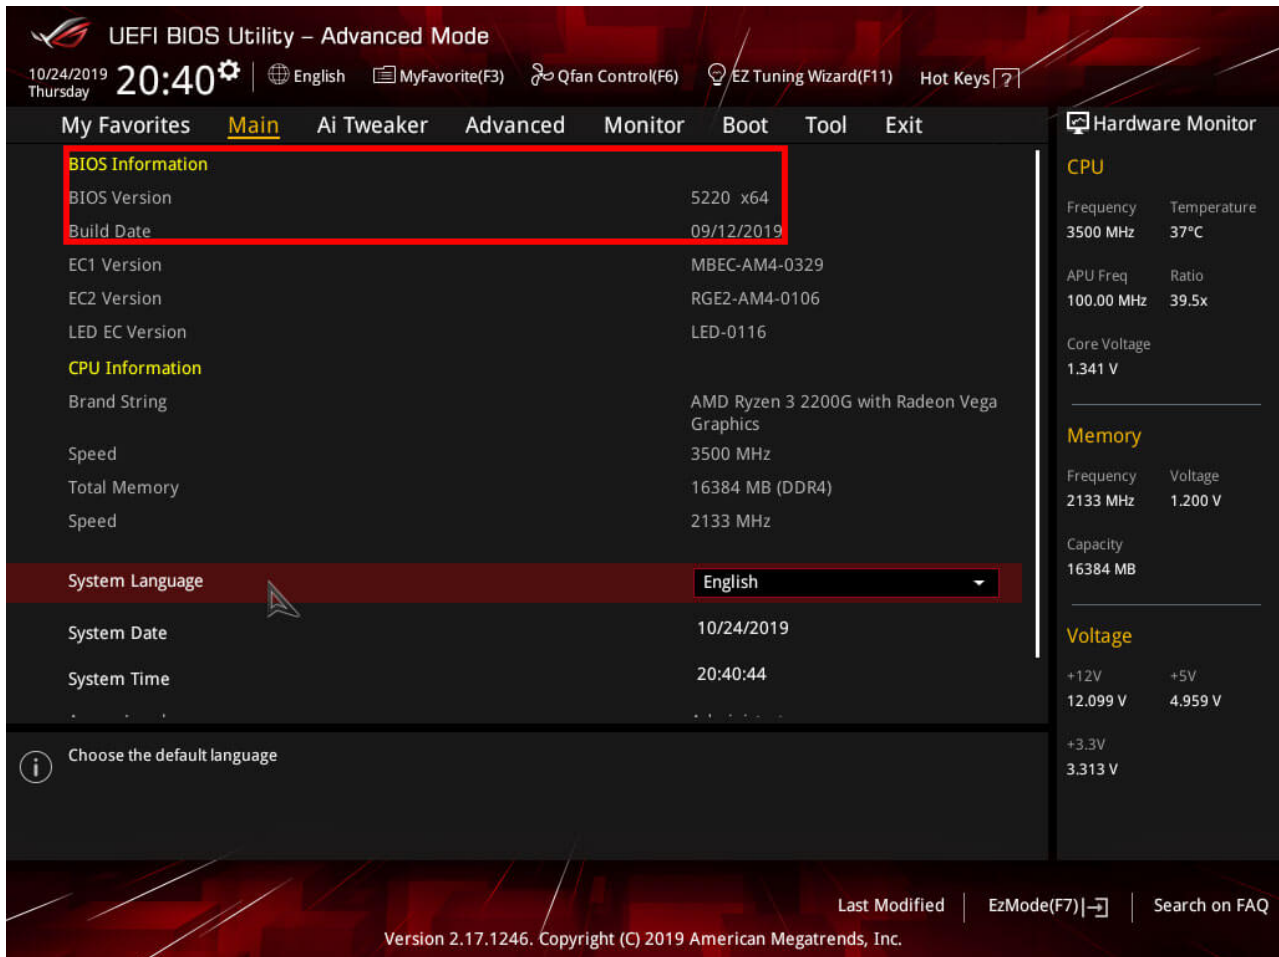 UEFI BIOS Utility – Advanced Mode
10/24/2019
Thursday
20:40
English
MyFavorite(F3)
Qfan Control(F6)
EZ Tuning Wizard(F11)
Hot Keys ?
My Favorites Main Ai Tweaker Advanced Monitor Boot Tool Exit
BIOS Information
BIOS Version 5220 x64
Build Date 09/12/2019
EC1 Version MBEC-AM4-0329
EC2 Version RGE2-AM4-0106
LED EC Version LED-0116
CPU Information
Brand String AMD Ryzen 3 2200G with Radeon Vega
Graphics
Speed 3500 MHz
Total Memory 16384 MB (DDR4)
Speed 2133 MHz
System Language English
System Date 10/24/2019
System Time 20:40:44
Choose the default language
Hardware Monitor
CPU
Frequency Temperature
3500 MHz 37°C
APU Freq Ratio
100.00 MHz 39.5x
Core Voltage
1.341 V
Memory
Frequency Voltage
2133 MHz 1.200 V
Capacity
16384 MB
Voltage
+12V +5V
12.099 V 4.959 V
+3.3V
3.313 V
Last Modified EzMode(F7) Search on FAQ
Version 2.17.1246. Copyright (C) 2019 American Megatrends, Inc.